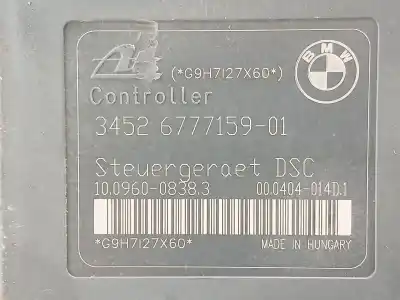 (*G9H7I27X60*)
BMW
Controller
3452 6777159-01
Steuergeraet DSC
10.0960-0838.3 00.0404-014D.1
*G9H7I27X60*
MADE IN HUNGARY